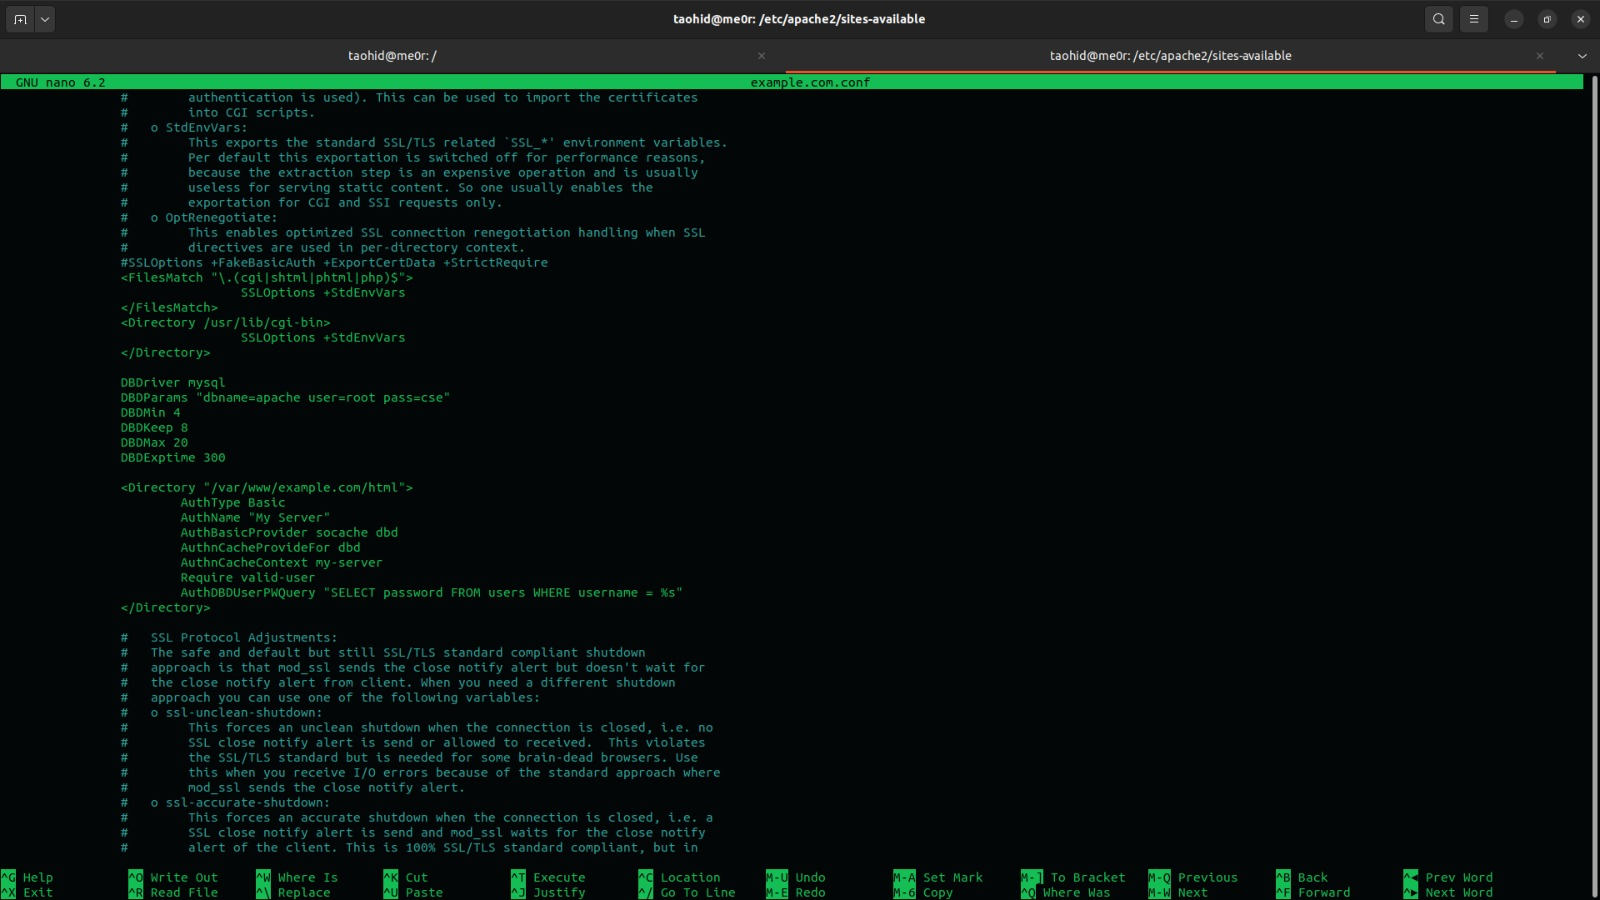 taohid@me0r: /etc/apache2/sites-available
taohid@me0r: /
taohid@me0r: /etc/apache2/sites-available
GNU nano 6.2 example.com.conf
# authentication is used). This can be used to import the certificates
# into CGI scripts.
# o StdEnvVars:
# This exports the standard SSL/TLS related `SSL_*' environment variables.
# Per default this exportation is switched off for performance reasons,
# because the extraction step is an expensive operation and is usually
# useless for serving static content. So one usually enables the
# exportation for CGI and SSI requests only.
# o OptRenegotiate:
# This enables optimized SSL connection renegotiation handling when SSL
# directives are used in per-directory context.
#SSLOptions +FakeBasicAuth +ExportCertData +StrictRequire
<FilesMatch "\.(cgi|shtml|phtml|php)$">
SSLOptions +StdEnvVars
</FilesMatch>
<Directory /usr/lib/cgi-bin>
SSLOptions +StdEnvVars
</Directory>
DBDriver mysql
DBDParams "dbname=apache user=root pass=cse"
DBDMin 4
DBDKeep 8
DBDMax 20
DBDExptime 300
<Directory "/var/www/example.com/html">
AuthType Basic
AuthName "My Server"
AuthBasicProvider socache dbd
AuthnCacheProvideFor dbd
AuthnCacheContext my-server
Require valid-user
AuthDBDUserPWQuery "SELECT password FROM users WHERE username = %s"
</Directory>
# SSL Protocol Adjustments:
# The safe and default but still SSL/TLS standard compliant shutdown
# approach is that mod_ssl sends the close notify alert but doesn't wait for
# the close notify alert from client. When you need a different shutdown
# approach you can use one of the following variables:
# o ssl-unclean-shutdown:
# This forces an unclean shutdown when the connection is closed, i.e. no
# SSL close notify alert is send or allowed to received. This violates
# the SSL/TLS standard but is needed for some brain-dead browsers. Use
# this when you receive I/O errors because of the standard approach where
# mod_ssl sends the close notify alert.
# o ssl-accurate-shutdown:
# This forces an accurate shutdown when the connection is closed, i.e. a
# SSL close notify alert is send and mod_ssl waits for the close notify
# alert of the client. This is 100% SSL/TLS standard compliant, but in
^G Help ^O Write Out ^W Where Is ^K Cut ^T Execute ^C Location M-U Undo M-A Set Mark M-] To Bracket M-Q Previous ^B Back ^◀ Prev Word
^X Exit ^R Read File ^\ Replace ^U Paste ^J Justify ^/ Go To Line M-E Redo M-6 Copy ^Q Where Was M-W Next ^F Forward ^▶ Next Word